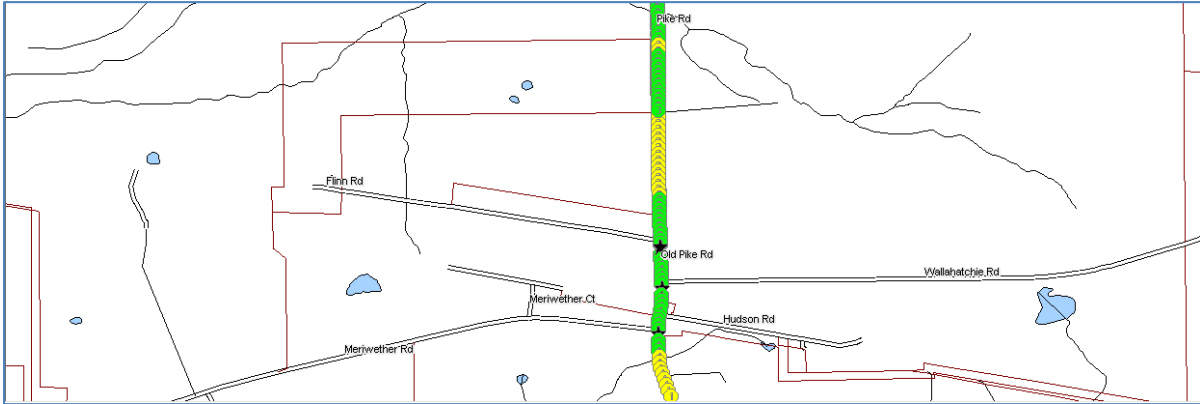 Pike Rd
Flinn Rd
Old Pike Rd
Wallahatchie Rd
Meriwether Ct
Hudson Rd
Meriwether Rd